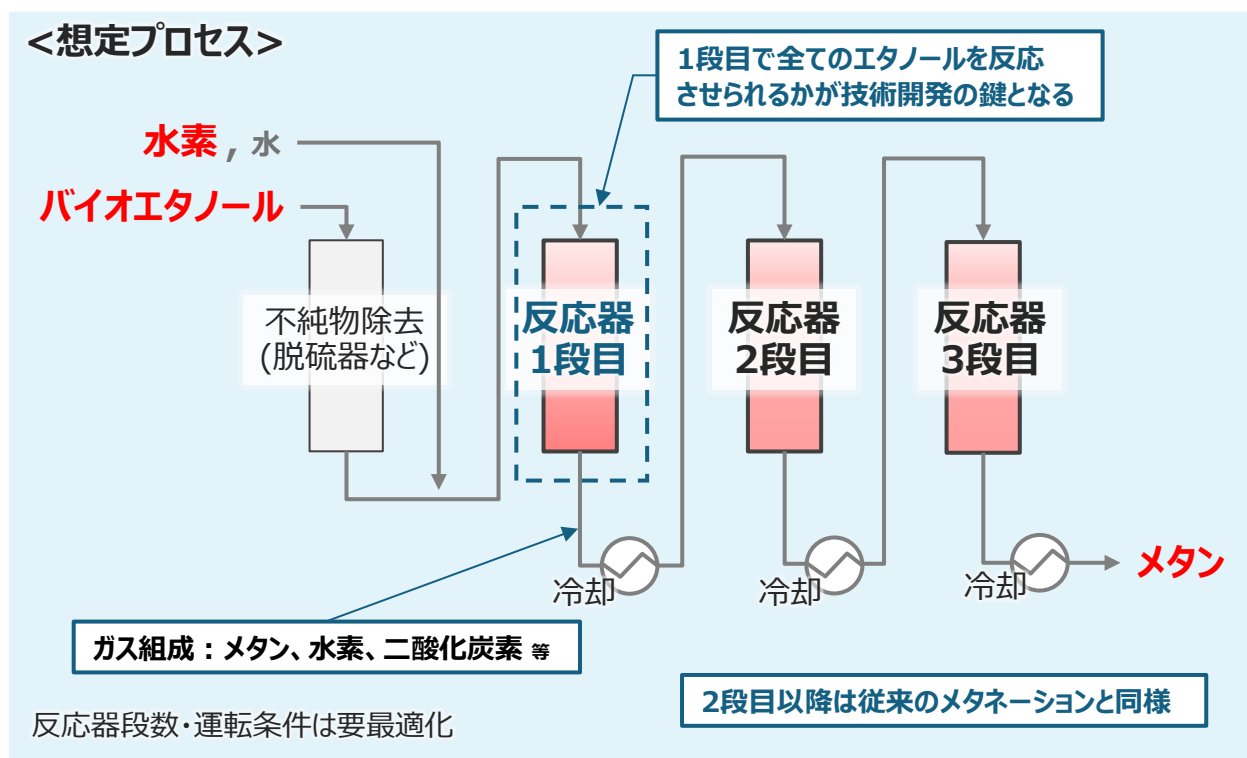 <想定プロセス>
1段目で全てのエタノールを反応
させられるかが技術開発の鍵となる
水素 , 水
バイオエタノール
不純物除去
(脱硫器など)
反応器
1段目
反応器
2段目
反応器
3段目
冷却
冷却
冷却
メタン
ガス組成：メタン、水素、二酸化炭素 等
2段目以降は従来のメタネーションと同様
反応器段数・運転条件は要最適化